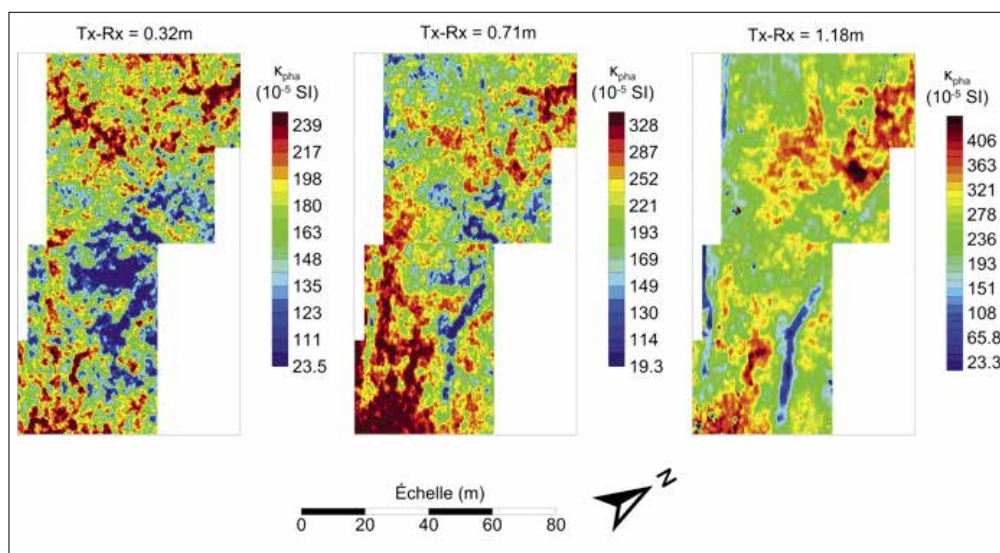 Tx-Rx = 0.32m
κpha
(10-5 SI)
239
217
198
180
163
148
135
123
111
23.5
Tx-Rx = 0.71m
κpha
(10-5 SI)
328
287
252
221
193
169
149
130
114
19.3
Tx-Rx = 1.18m
κpha
(10-5 SI)
406
363
321
278
236
193
151
108
65.8
23.3
Échelle (m)
0 20 40 60 80
N